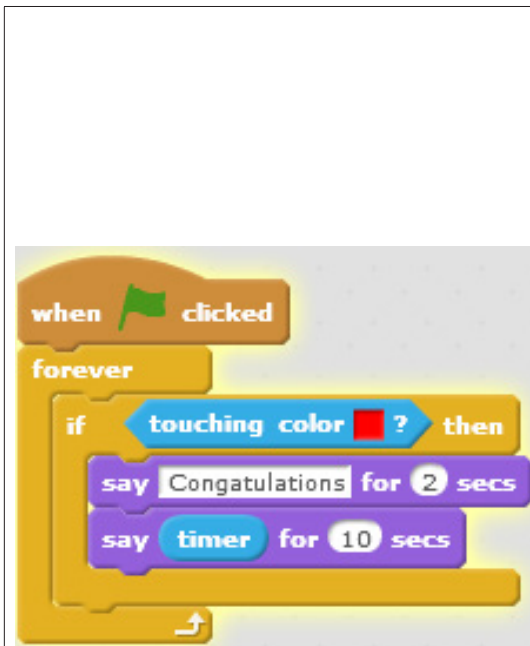 when clicked
forever
if touching color ? then
say Congatulations for 2 secs
say timer for 10 secs